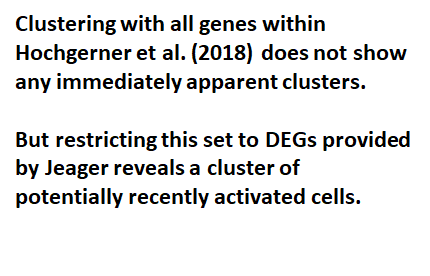 Clustering with all genes within
Hochgerner et al. (2018) does not show
any immediately apparent clusters.
But restricting this set to DEGs provided
by Jeager reveals a cluster of
potentially recently activated cells.